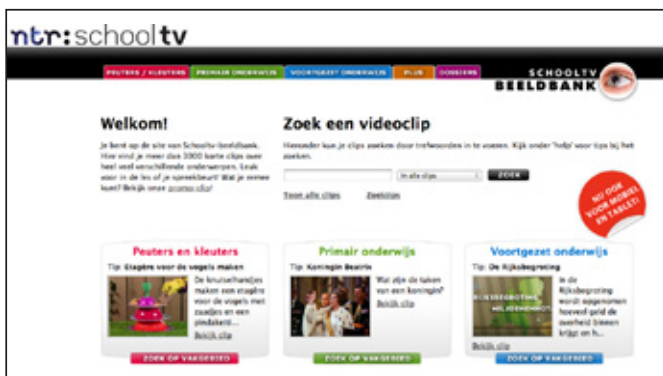 ntr: schooltv
PEUTERS / KLEUTERS PRIMAIR ONDERWIJS VOORTGEZET ONDERWIJS PLUS DOSSIERS
SCHOOLTV
BEELDBANK
Welkom!
Je bent op de site van Schooltv-beeldbank.
Hier vind je meer dan 3000 korte clips over
heel veel verschillende onderwerpen. Leuk
voor in de les of je spreekbeurt! Wat je ermee
kunt? Bekijk onze promo-clip!
Zoek een videoclip
Hieronder kun je clips zoeken door trefwoorden in te voeren. Kijk onder 'help' voor tips bij het
zoeken.
In alle clips ZOEK
Toon alle clips Zoektips
NU OOK
VOOR MOBIEL
EN TABLET!
Peuters en kleuters
Tip: Etagère voor de vogels maken
De knutselhandjes
maken een etagère
voor de vogels met
zaadjes en een
pindaketti...
Bekijk clip
ZOEK OP VAKGEBIED
Primair onderwijs
Tip: Koningin Beatrix
Wat zijn de taken
van een koningin?
Bekijk clip
ZOEK OP VAKGEBIED
Voortgezet onderwijs
Tip: De Rijksbegroting
RIJKSBEGROTING
MILJOENENNOTA
In de
Rijksbegroting
wordt opgenomen
hoeveel geld de
overheid binnen
krijgt en h...
Bekijk clip
ZOEK OP VAKGEBIED